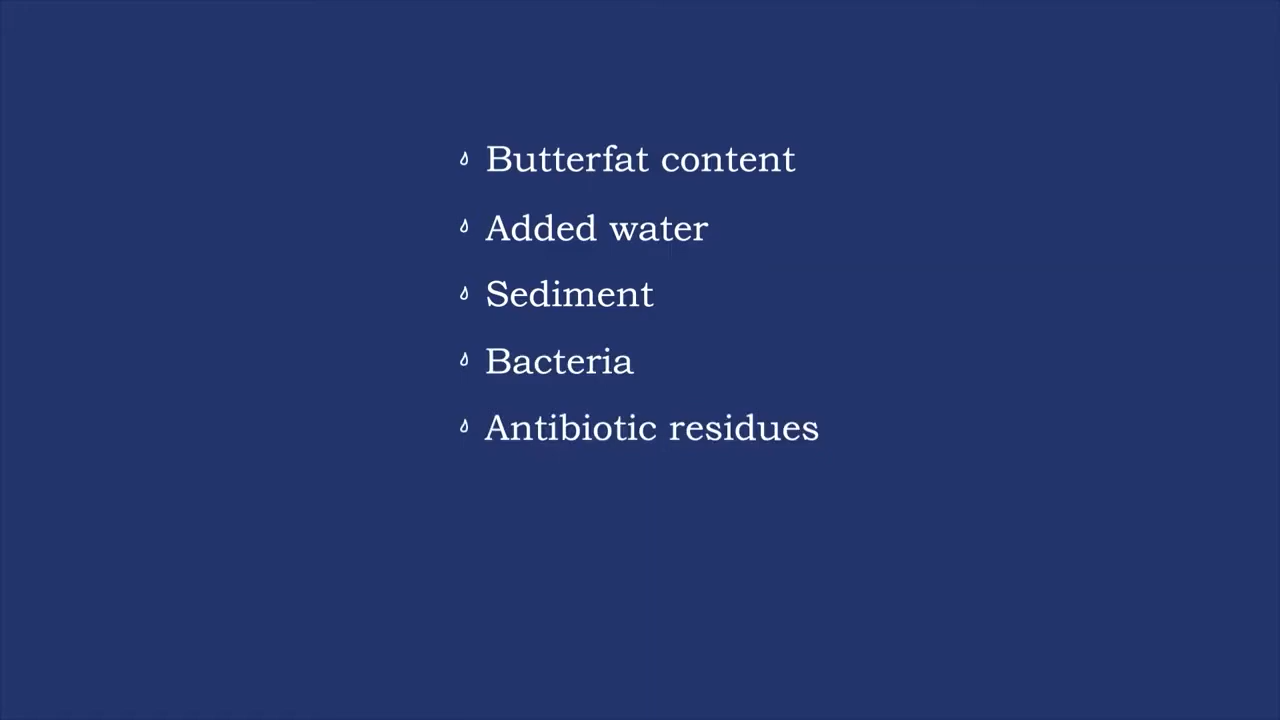 Butterfat content
Added water
Sediment
Bacteria
Antibiotic residues